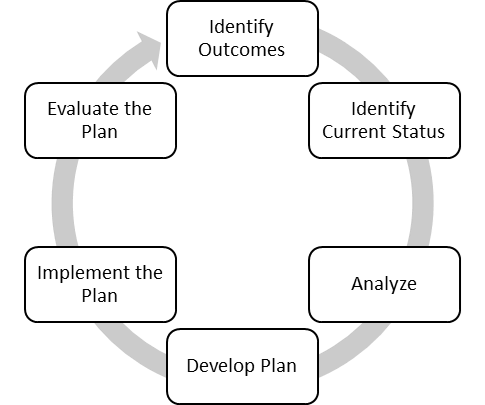 Identify
Outcomes
Identify
Current Status
Analyze
Develop Plan
Implement the
Plan
Evaluate the
Plan